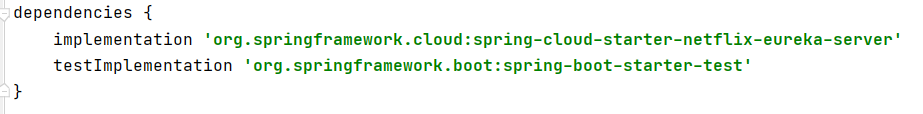 dependencies {
    implementation 'org.springframework.cloud:spring-cloud-starter-netflix-eureka-server'
    testImplementation 'org.springframework.boot:spring-boot-starter-test'
}